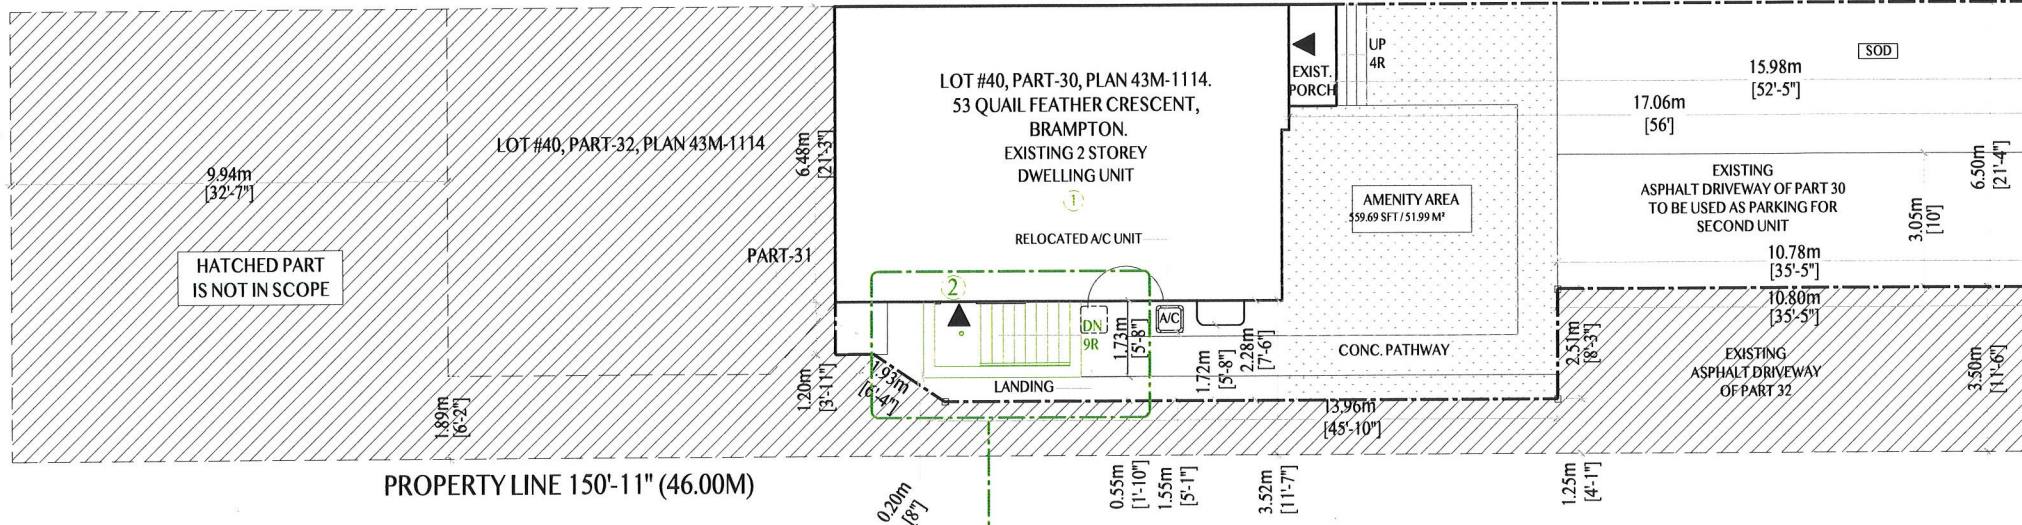 LOT #40, PART-30, PLAN 43M-1114.
53 QUAIL FEATHER CRESCENT,
BRAMPTON.
EXISTING 2 STOREY
DWELLING UNIT
1
RELOCATED A/C UNIT
EXIST.
PORCH
UP
4R
SOD
15.98m
[52'-5"]
17.06m
[56']
LOT #40, PART-32, PLAN 43M-1114
6.48m
[21'-3"]
9.94m
[32'-7"]
HATCHED PART
IS NOT IN SCOPE
PART-31
AMENITY AREA
559.69 SFT / 51.99 M²
EXISTING
ASPHALT DRIVEWAY OF PART 30
TO BE USED AS PARKING FOR
SECOND UNIT
3.05m
[10']
6.50m
[21'-4"]
10.78m
[35'-5"]
10.80m
[35'-5"]
2
DN
9R
1.73m
[5'-8"]
A/C
1.72m
[5'-8"]
2.28m
[7'-6"]
CONC. PATHWAY
2.51m
[8'-3"]
EXISTING
ASPHALT DRIVEWAY
OF PART 32
3.50m
[11'-6"]
LANDING
1.93m
[6'-4"]
1.20m
[3'-11"]
1.89m
[6'-2"]
13.96m
[45'-10"]
PROPERTY LINE 150'-11" (46.00M)
0.20m
[8"]
0.55m
[1'-10"]
1.55m
[5'-1"]
3.52m
[11'-7"]
1.25m
[4'-1"]